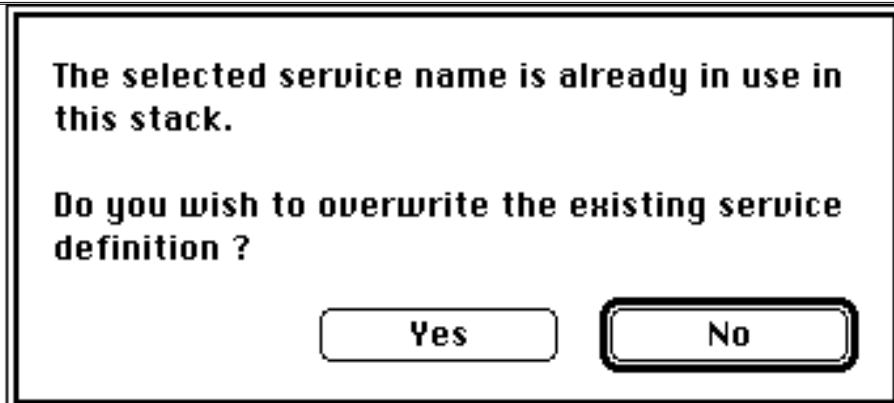 The selected service name is already in use in
this stack.
Do you wish to overwrite the existing service
definition ?
Yes No